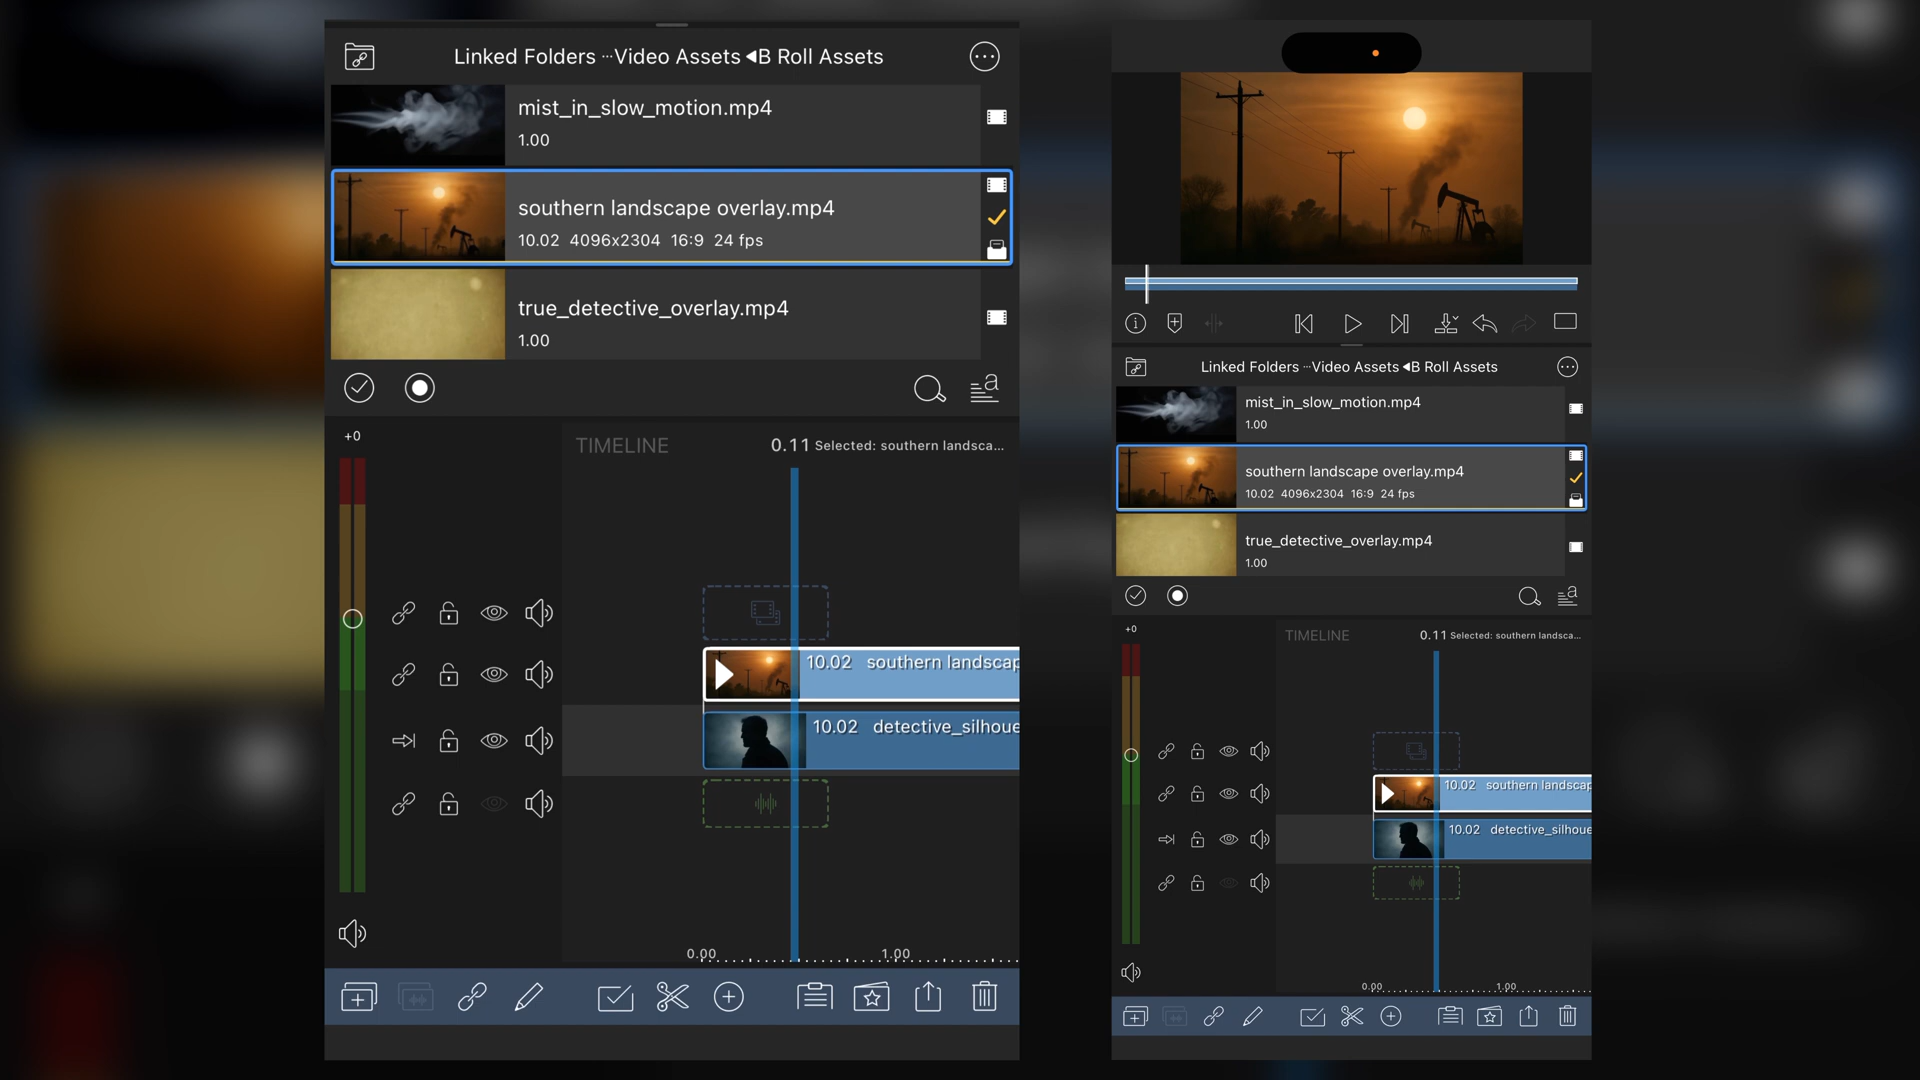 Linked Folders ··· Video Assets ◀B Roll Assets
mist_in_slow_motion.mp4
1.00
southern landscape overlay.mp4
10.02 4096x2304 16:9 24 fps
true_detective_overlay.mp4
1.00
a
+0
TIMELINE
0.11 Selected: southern landsca...
10.02 southern landscap
10.02 detective_silhoue
0.00
1.00
Linked Folders ··· Video Assets ◀B Roll Assets
mist_in_slow_motion.mp4
1.00
southern landscape overlay.mp4
10.02 4096x2304 16:9 24 fps
true_detective_overlay.mp4
1.00
a
+0
TIMELINE
0.11 Selected: southern landsca...
10.02 southern landscap
10.02 detective_silhoue
0.00
1.00